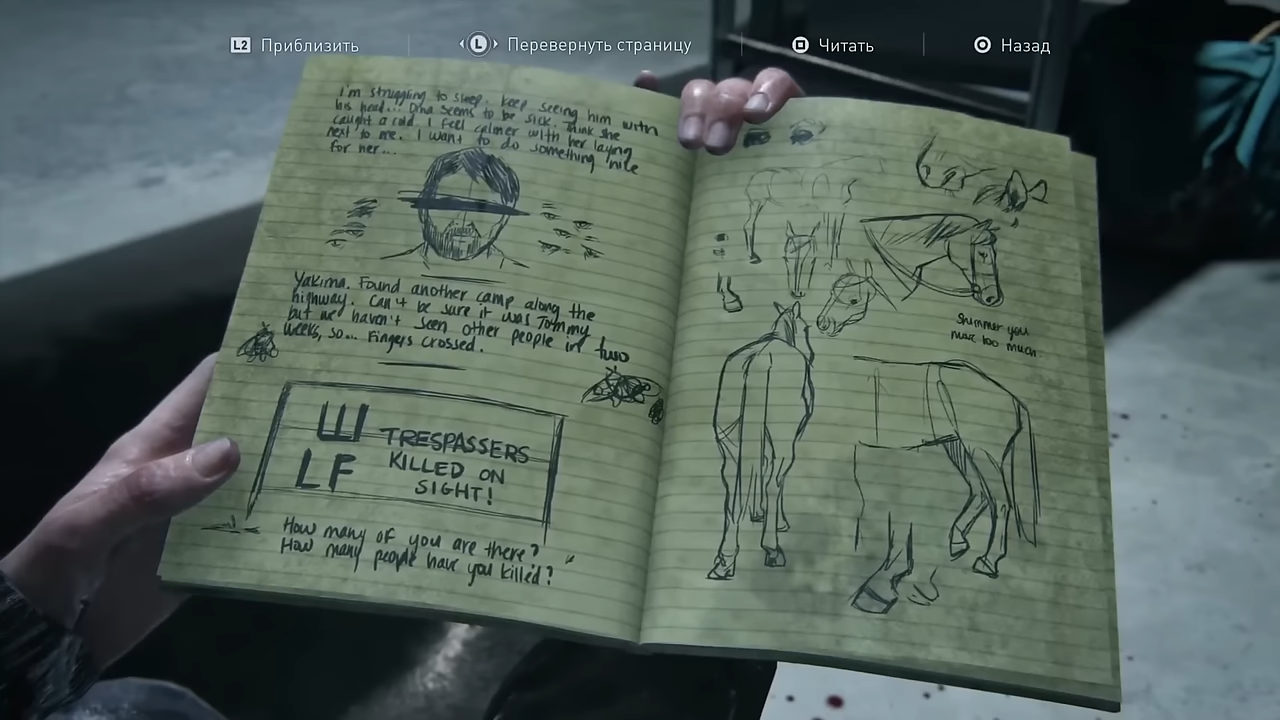 L2 Приблизить
L Перевернуть страницу
Читать
Назад
I'm struggling to sleep. Keep seeing him with
his head... Dina seems to be sick. Think she
caught a cold. I feel calmer with her laying
next to me. I want to do something nice
for her...
Yakima. Found another camp along the
highway. Can't be sure it was Tommy
but we haven't seen other people in two
weeks, so... Fingers crossed.
Ш TRESPASSERS
LF KILLED ON
SIGHT!
How many of you are there?
How many people have you killed?
Shimmer you
move too much